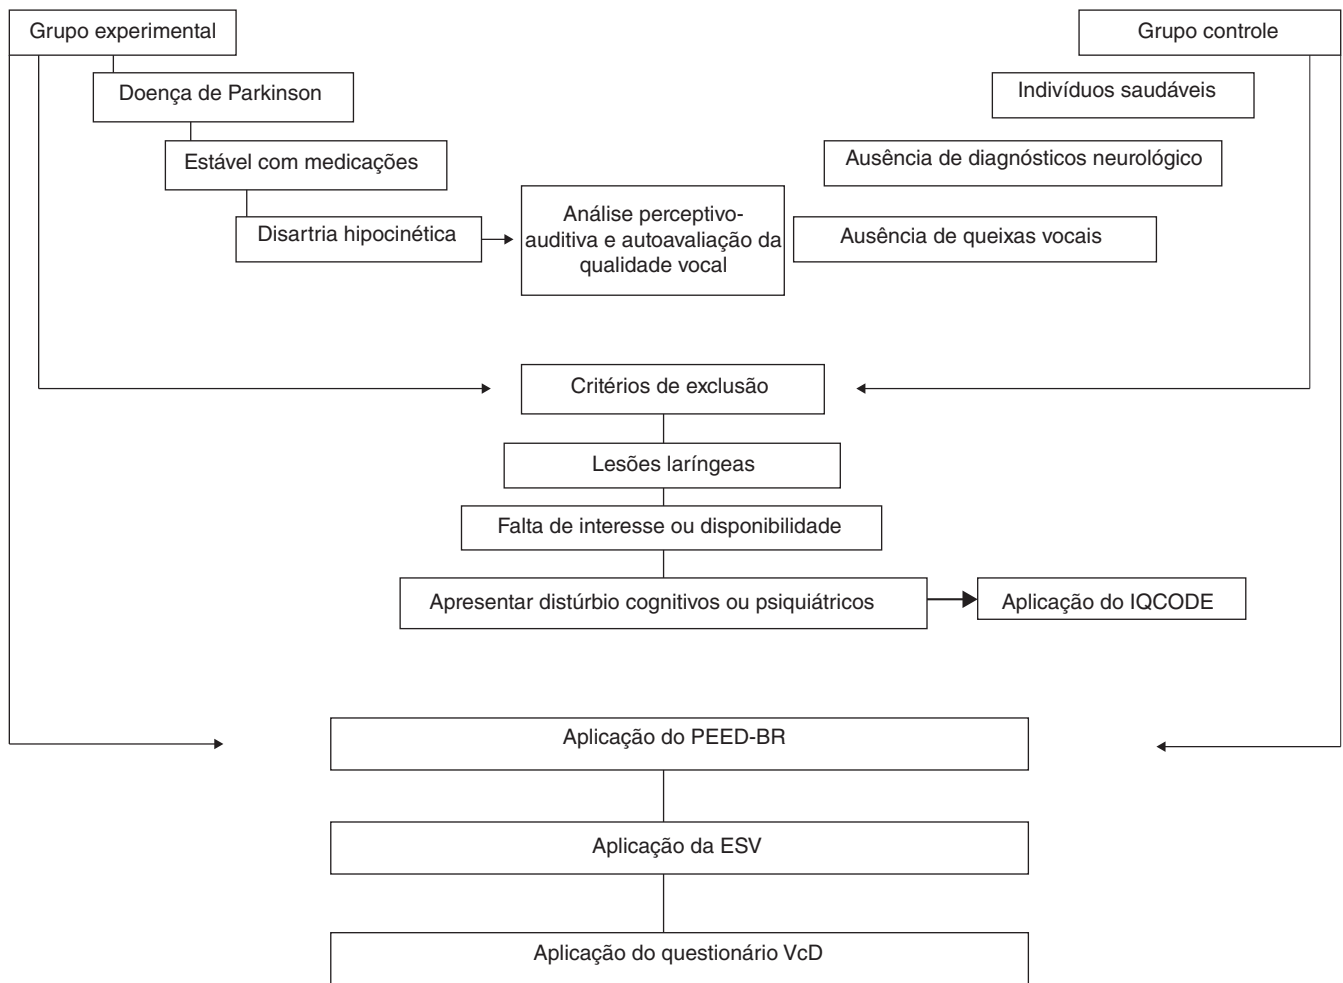 Grupo experimental
Grupo controle
Doença de Parkinson
Indivíduos saudáveis
Estável com medicações
Ausência de diagnósticos neurológico
Disartria hipocinética
Análise perceptivo-
auditiva e autoavaliação da
qualidade vocal
Ausência de queixas vocais
Critérios de exclusão
Lesões laríngeas
Falta de interesse ou disponibilidade
Apresentar distúrbio cognitivos ou psiquiátricos
Aplicação do IQCODE
Aplicação do PEED-BR
Aplicação da ESV
Aplicação do questionário VcD